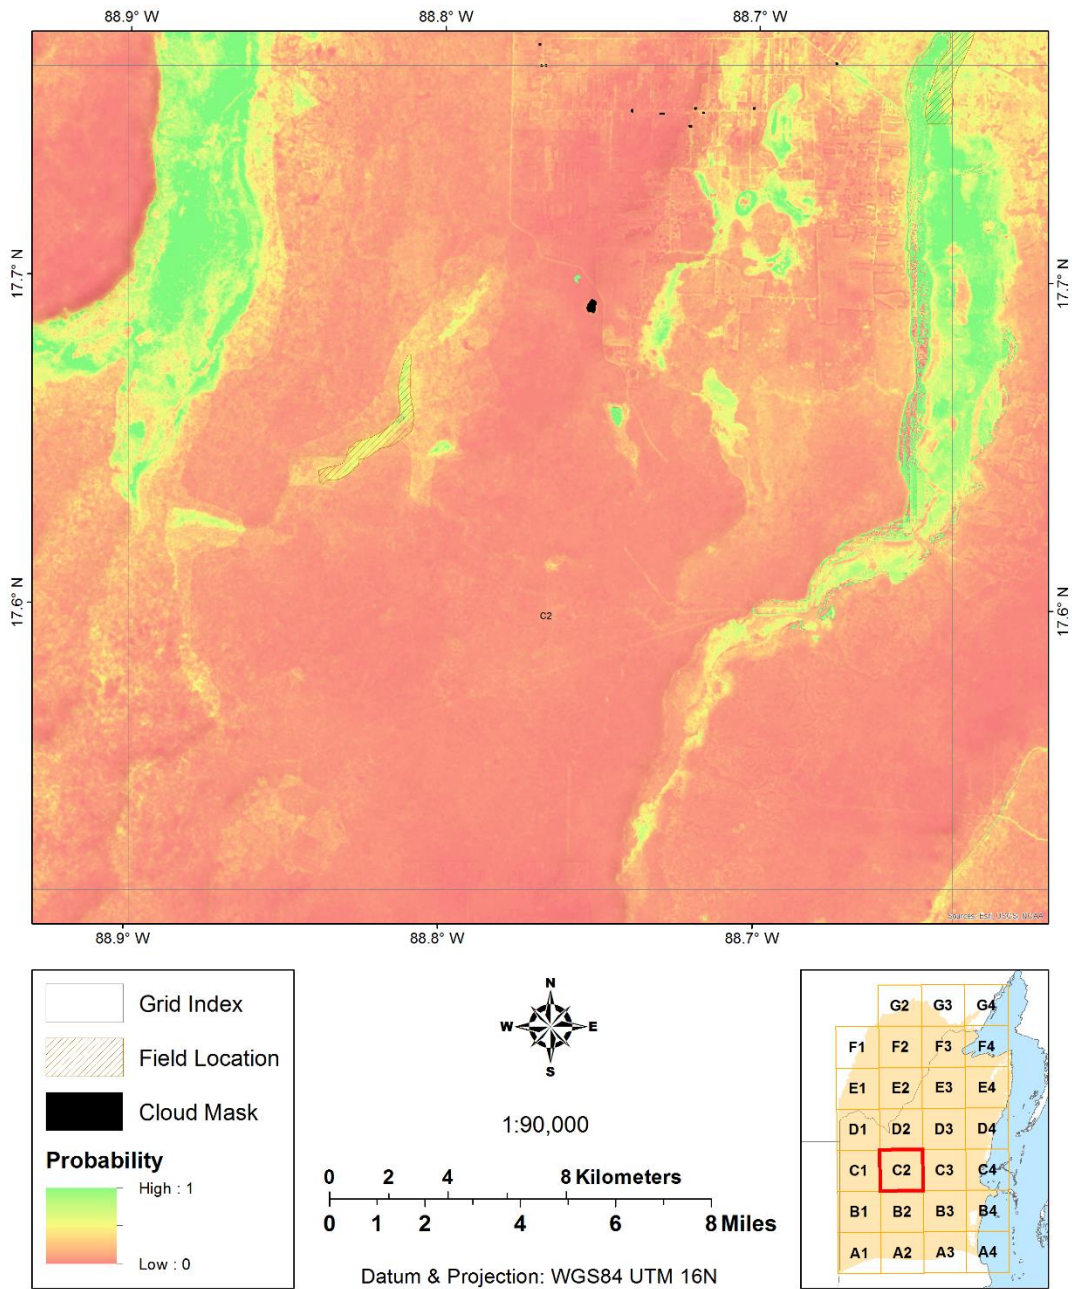 88.9° W 88.8° W 88.7° W
17.7° N 17.7° N
17.6° N 17.6° N
C2
Sources: Esri, USGS, NOAA
88.9° W 88.8° W 88.7° W
Grid Index
Field Location
Cloud Mask
Probability
High : 1
Low : 0
N
W E
S
1:90,000
0 2 4 8 Kilometers
0 1 2 4 6 8 Miles
Datum & Projection: WGS84 UTM 16N
G2 G3 G4
F1 F2 F3 F4
E1 E2 E3 E4
D1 D2 D3 D4
C1 C2 C3 C4
B1 B2 B3 B4
A1 A2 A3 A4